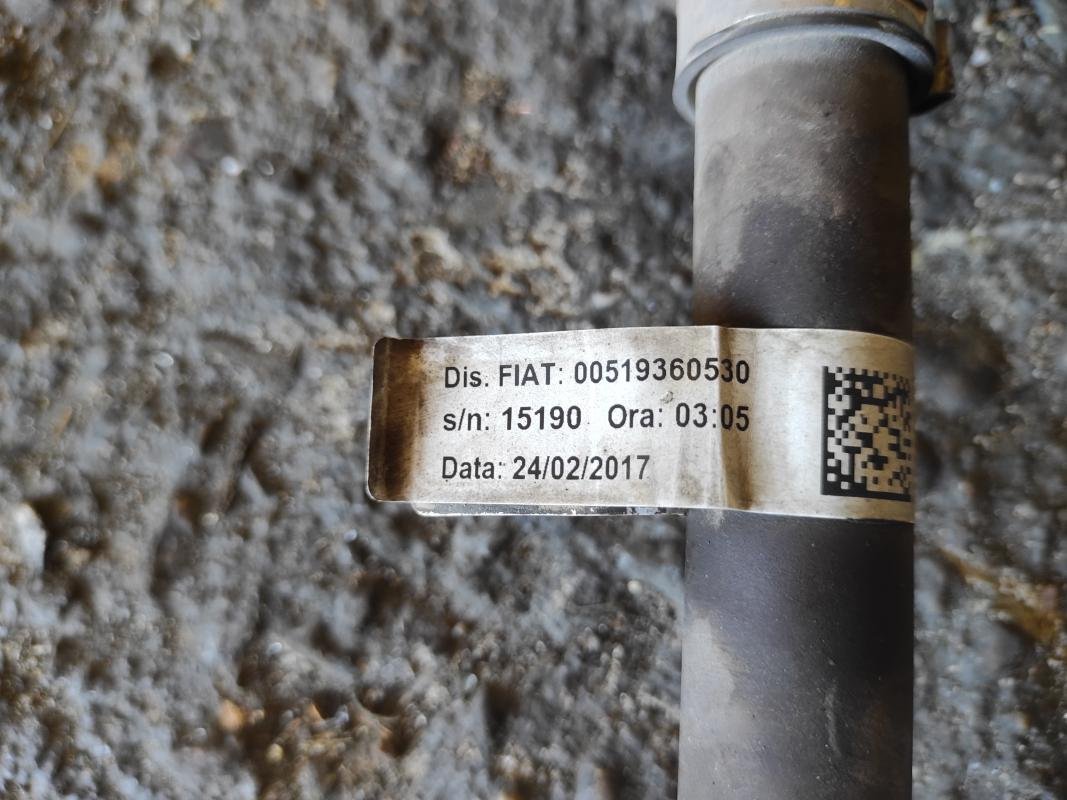 Dis. FIAT: 00519360530
s/n: 15190 Ora: 03:05
Data: 24/02/2017